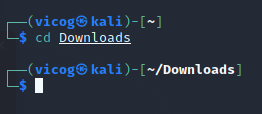 ┌──(vicog㉿kali)-[~]
└─$ cd Downloads
┌──(vicog㉿kali)-[~/Downloads]
└─$